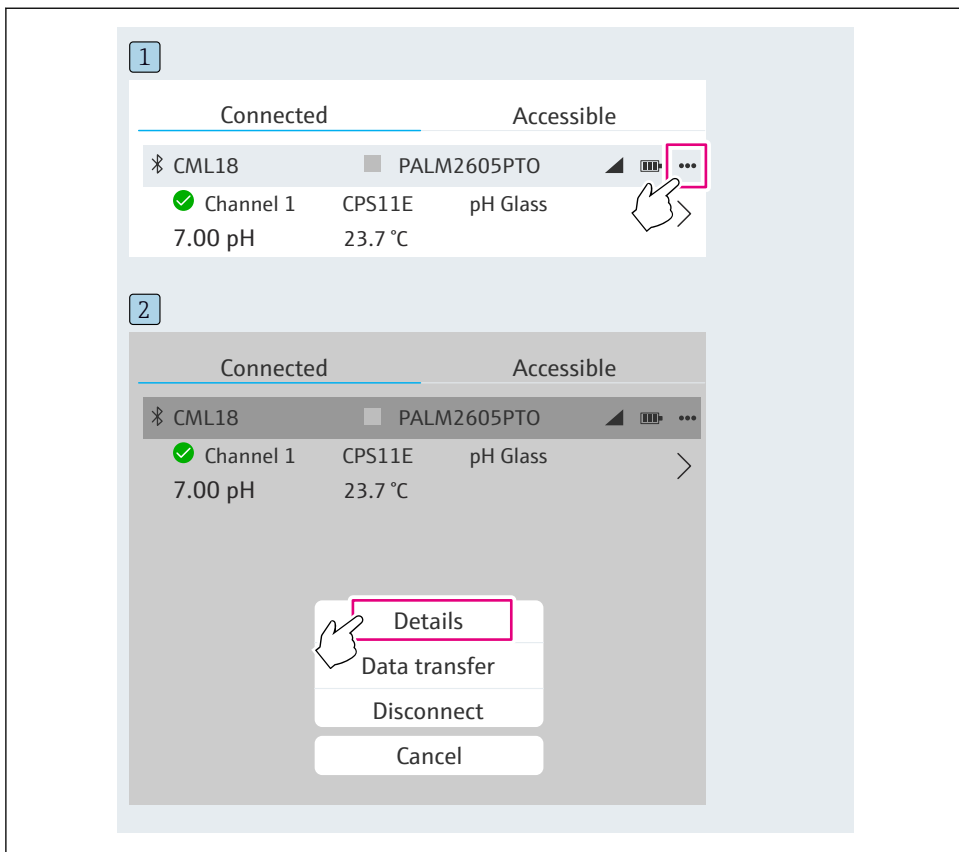 1
Connected Accessible
CML18 PALM2605PTO •••
Channel 1 CPS11E pH Glass
7.00 pH 23.7 °C
2
Connected Accessible
CML18 PALM2605PTO •••
Channel 1 CPS11E pH Glass
7.00 pH 23.7 °C
Details
Data transfer
Disconnect
Cancel